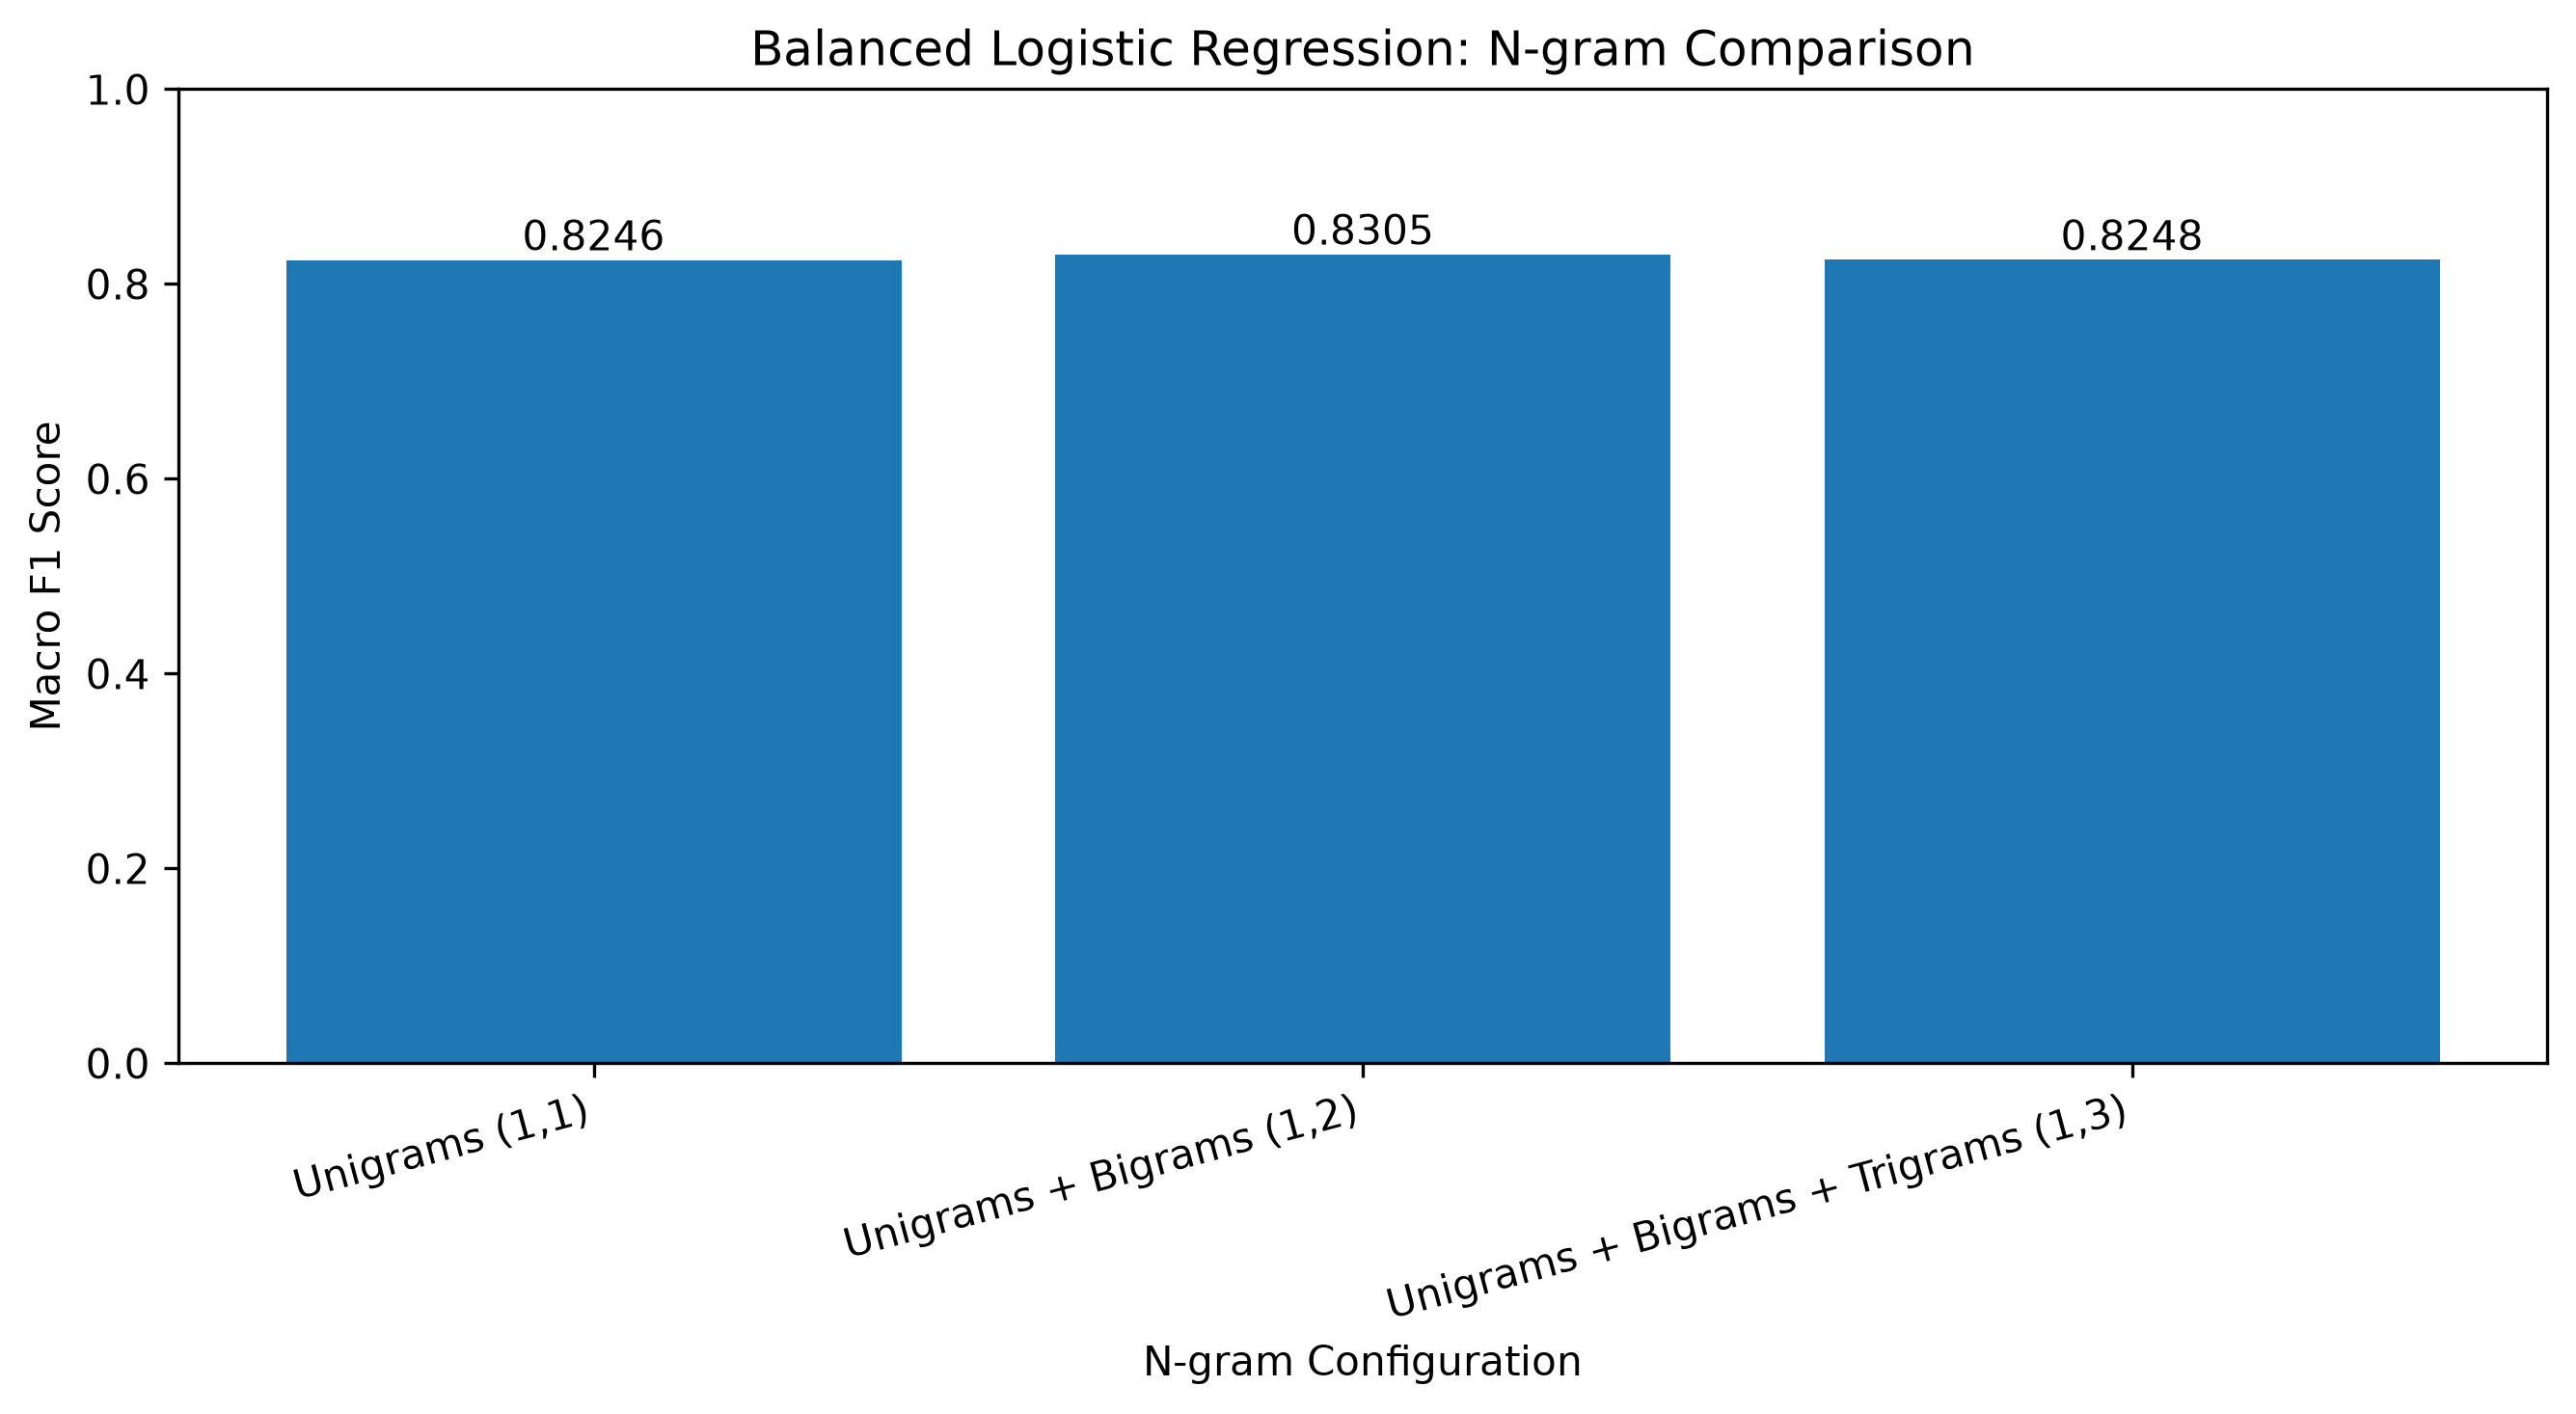 Balanced Logistic Regression: N-gram Comparison
Macro F1 Score
1.0
0.8
0.6
0.4
0.2
0.0
0.8246
0.8305
0.8248
Unigrams (1,1)
Unigrams + Bigrams (1,2)
Unigrams + Bigrams + Trigrams (1,3)
N-gram Configuration